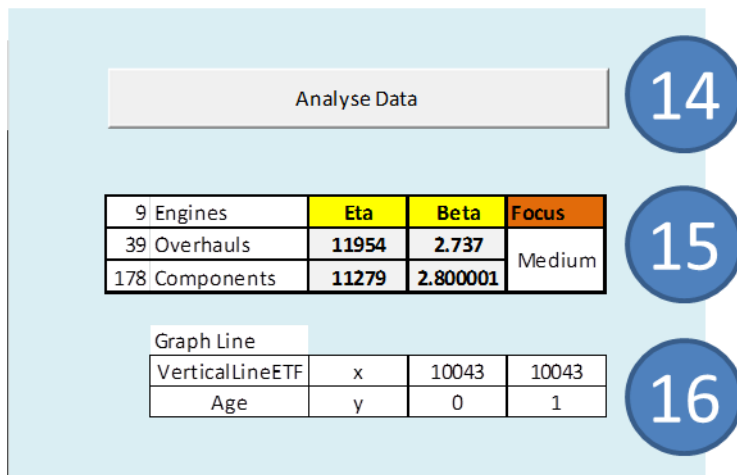 Analyse Data
14
9 Engines Eta Beta Focus
39 Overhauls 11954 2.737 Medium
178 Components 11279 2.800001
15
Graph Line
VerticalLineETF x 10043 10043
Age y 0 1
16